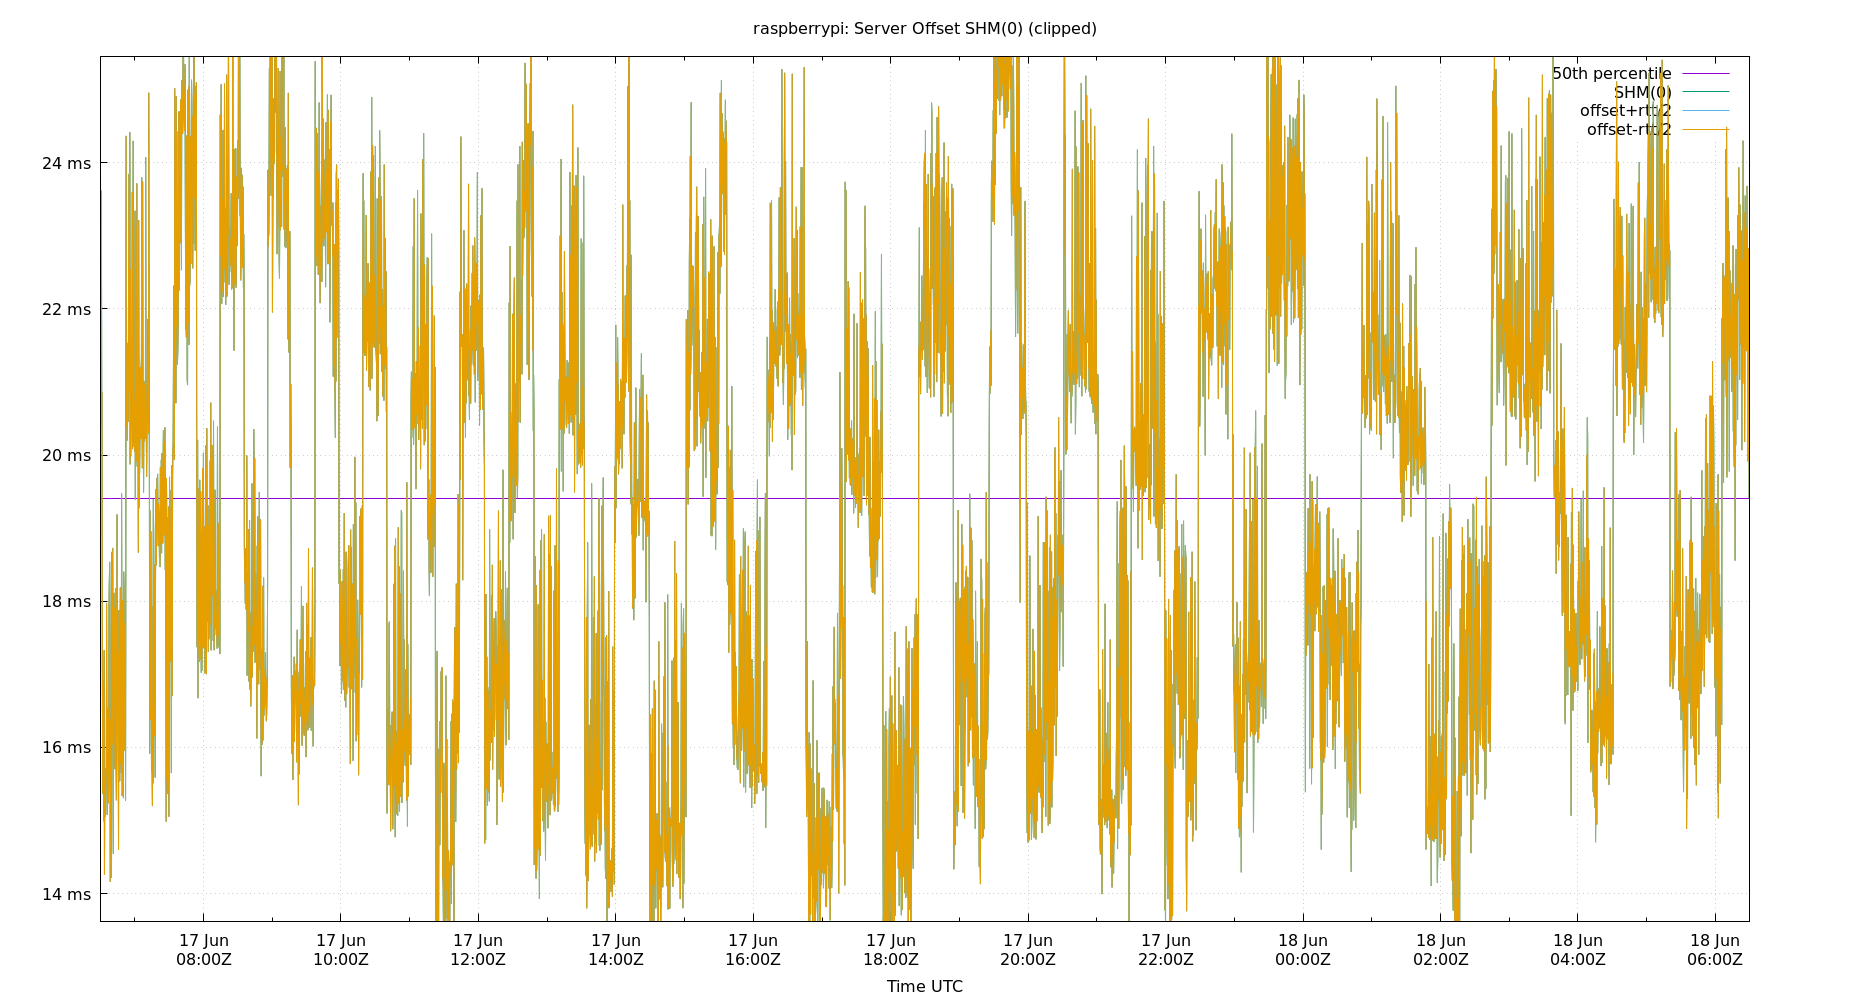 raspberrypi: Server Offset SHM(0) (clipped)
50th percentile
SHM(0)
offset+rtt/2
offset-rtt/2
24 ms
22 ms
20 ms
18 ms
16 ms
14 ms
17 Jun 17 Jun 17 Jun 17 Jun 17 Jun 17 Jun 17 Jun 17 Jun 18 Jun 18 Jun 18 Jun 18 Jun
08:00Z 10:00Z 12:00Z 14:00Z 16:00Z 18:00Z 20:00Z 22:00Z 00:00Z 02:00Z 04:00Z 06:00Z
Time UTC